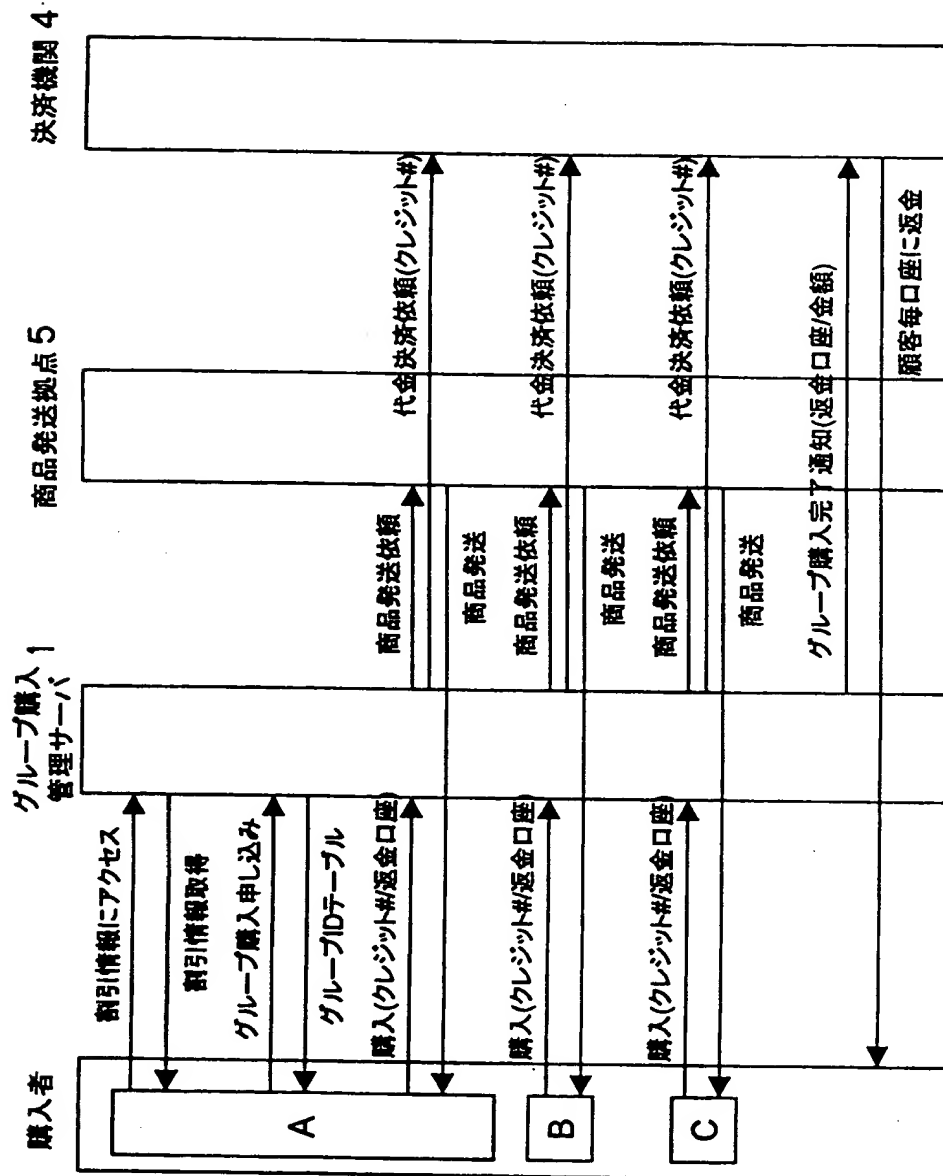 購入者
グループ購入
管理サーバ 1
商品発送拠点 5
決済機関 4
A
割引情報にアクセス
割引情報取得
グループ購入申し込み
グループIDテーブル
購入(クレジット#/返金口座)
商品発送依頼
代金決済依頼(クレジット#)
商品発送
B
購入(クレジット#/返金口座)
商品発送依頼
代金決済依頼(クレジット#)
商品発送
C
購入(クレジット#/返金口座)
商品発送依頼
代金決済依頼(クレジット#)
商品発送
グループ購入完了通知(返金口座/金額)
顧客毎口座に返金